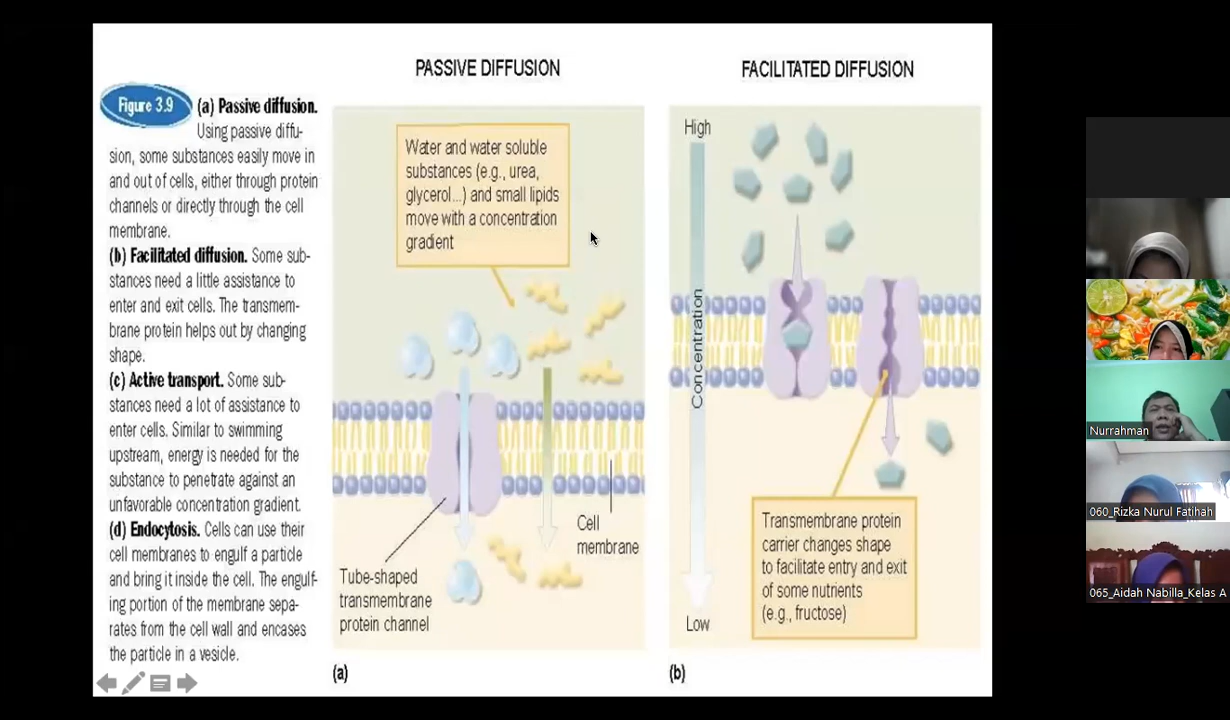 PASSIVE DIFFUSION
FACILITATED DIFFUSION
Figure 3.9
(a) Passive diffusion.
Using passive diffu-
sion, some substances easily move in
and out of cells, either through protein
channels or directly through the cell
membrane.
(b) Facilitated diffusion. Some sub-
stances need a little assistance to
enter and exit cells. The transmem-
brane protein helps out by changing
shape.
(c) Active transport. Some sub-
stances need a lot of assistance to
enter cells. Similar to swimming
upstream, energy is needed for the
substance to penetrate against an
unfavorable concentration gradient.
(d) Endocytosis. Cells can use their
cell membranes to engulf a particle
and bring it inside the cell. The engulf-
ing portion of the membrane sepa-
rates from the cell wall and encases
the particle in a vesicle.
Water and water soluble
substances (e.g., urea,
glycerol...) and small lipids
move with a concentration
gradient
Cell
membrane
Tube-shaped
transmembrane
protein channel
(a)
High
Concentration
Low
Transmembrane protein
carrier changes shape
to facilitate entry and exit
of some nutrients
(e.g., fructose)
(b)
Nurrahman
060_Rizka Nurul Fatihah
065_Aidah Nabilla_Kelas A